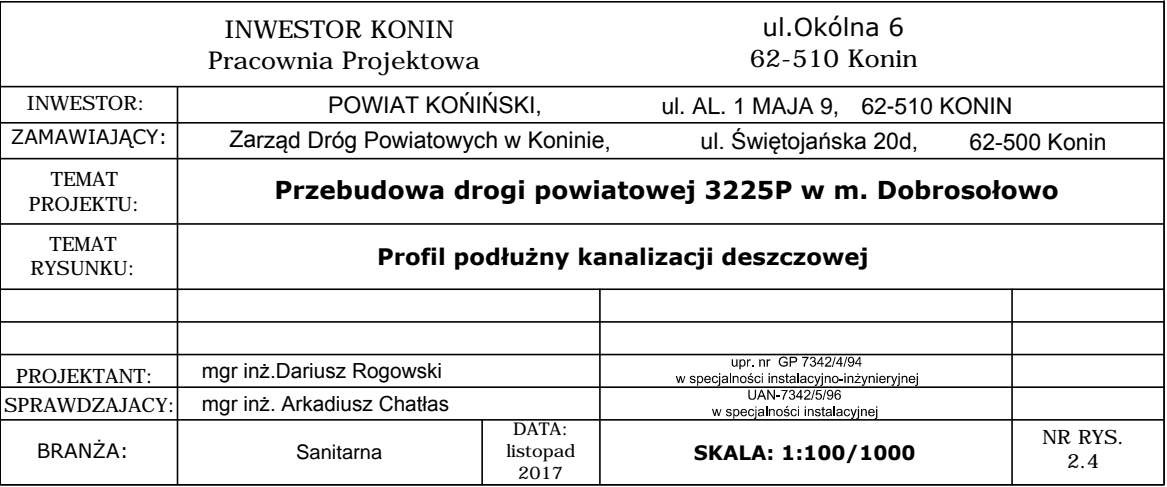 INWESTOR KONIN
Pracownia Projektowa
ul.Okólna 6
62-510 Konin
INWESTOR: POWIAT KOŃIŃSKI, ul. AL. 1 MAJA 9, 62-510 KONIN
ZAMAWIAJĄCY: Zarząd Dróg Powiatowych w Koninie, ul. Świętojańska 20d, 62-500 Konin
TEMAT
PROJEKTU:
Przebudowa drogi powiatowej 3225P w m. Dobrosołowo
TEMAT
RYSUNKU:
Profil podłużny kanalizacji deszczowej
PROJEKTANT: mgr inż.Dariusz Rogowski
upr. nr GP 7342/4/94
w specjalności instalacyjno-inżynieryjnej
SPRAWDZAJACY: mgr inż. Arkadiusz Chatłas
UAN-7342/5/96
w specjalności instalacyjnej
BRANŻA: Sanitarna
DATA:
listopad
2017
SKALA: 1:100/1000
NR RYS.
2.4